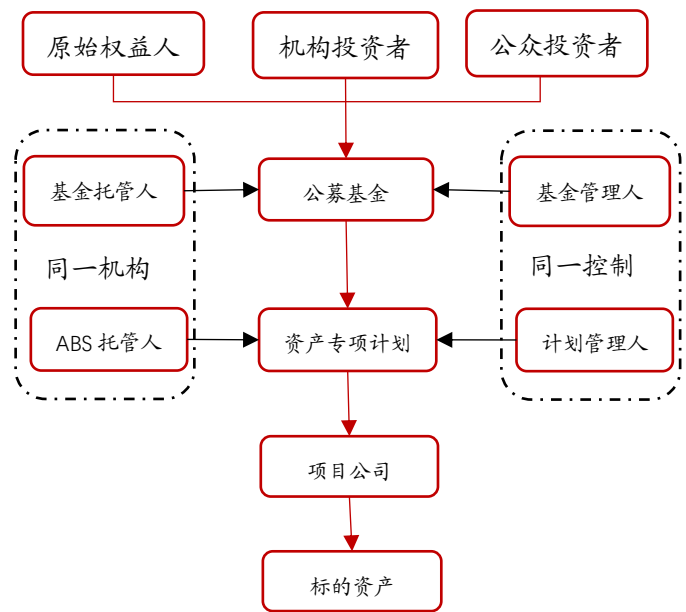 原始权益人
机构投资者
公众投资者
基金托管人
公募基金
基金管理人
同一机构
同一控制
ABS 托管人
资产专项计划
计划管理人
项目公司
标的资产